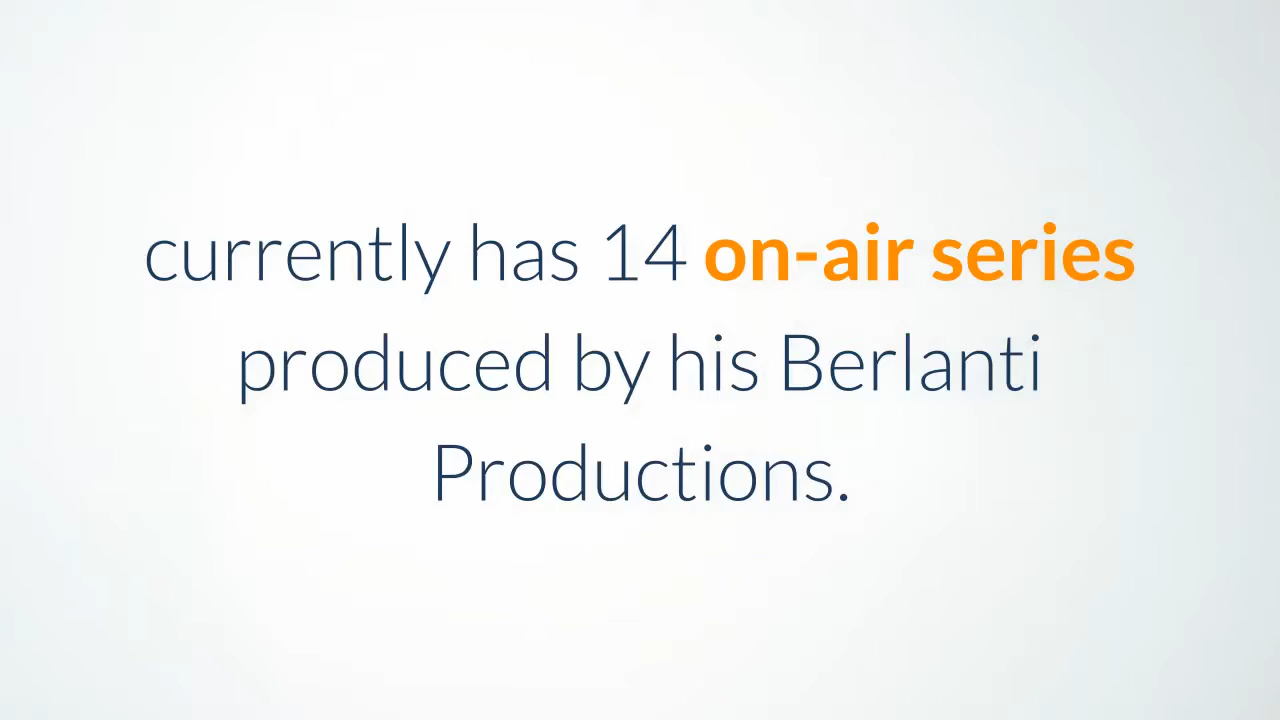 currently has 14 on-air series
produced by his Berlanti
Productions.